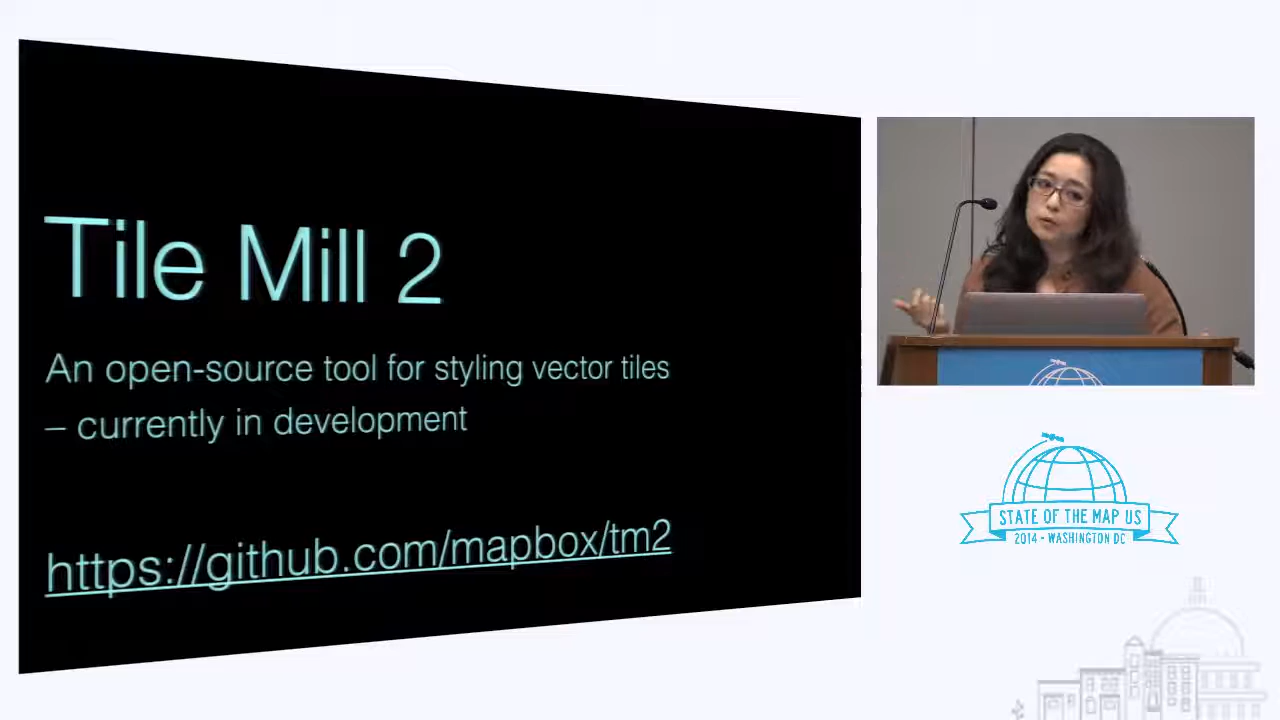 Tile Mill 2
An open-source tool for styling vector tiles
– currently in development
https://github.com/mapbox/tm2
STATE OF THE MAP US
2014 - WASHINGTON DC